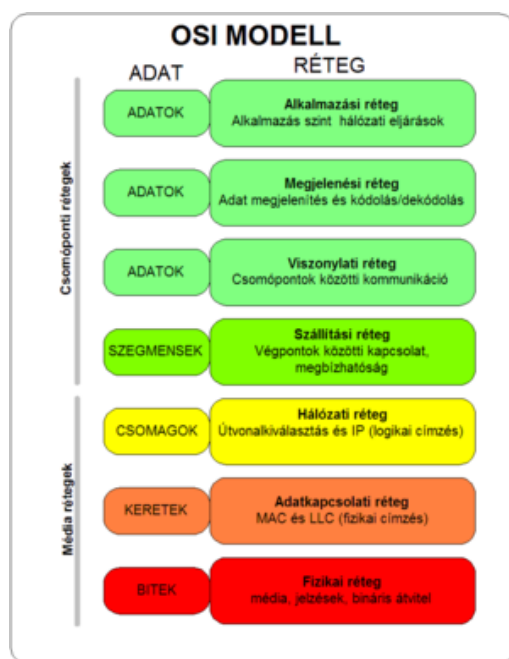 OSI MODELL
ADAT RÉTEG
Csomóponti rétegek
ADATOK
Alkalmazási réteg
Alkalmazás szint hálózati eljárások
ADATOK
Megjelenési réteg
Adat megjelenítés és kódolás/dekódolás
ADATOK
Viszonylati réteg
Csomópontok közötti kommunikáció
SZEGMENSEK
Szállítási réteg
Végpontok közötti kapcsolat,
megbízhatóság
Média rétegek
CSOMAGOK
Hálózati réteg
Útvonalkiválasztás és IP (logikai címzés)
KERETEK
Adatkapcsolati réteg
MAC és LLC (fizikai címzés)
BITEK
Fizikai réteg
média, jelzések, bináris átvitel